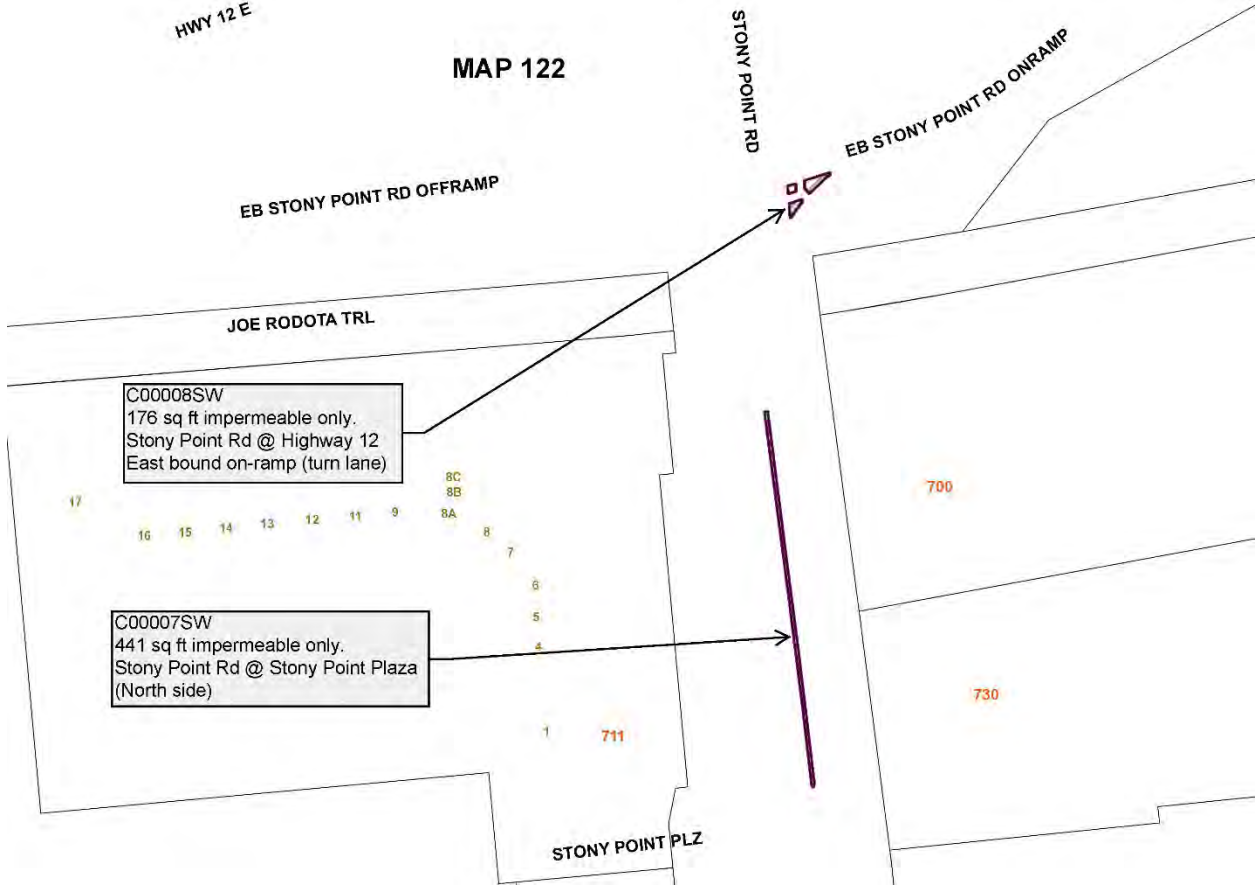 HWY 12 E
MAP 122
STONY POINT RD
EB STONY POINT RD ONRAMP
EB STONY POINT RD OFFRAMP
JOE RODOTA TRL
C00008SW
176 sq ft impermeable only.
Stony Point Rd @ Highway 12
East bound on-ramp (turn lane)
17
16
15
14
13
12
11
9
8C
8B
8A
8
7
6
5
4
700
C00007SW
441 sq ft impermeable only.
Stony Point Rd @ Stony Point Plaza
(North side)
730
1
711
STONY POINT PLZ